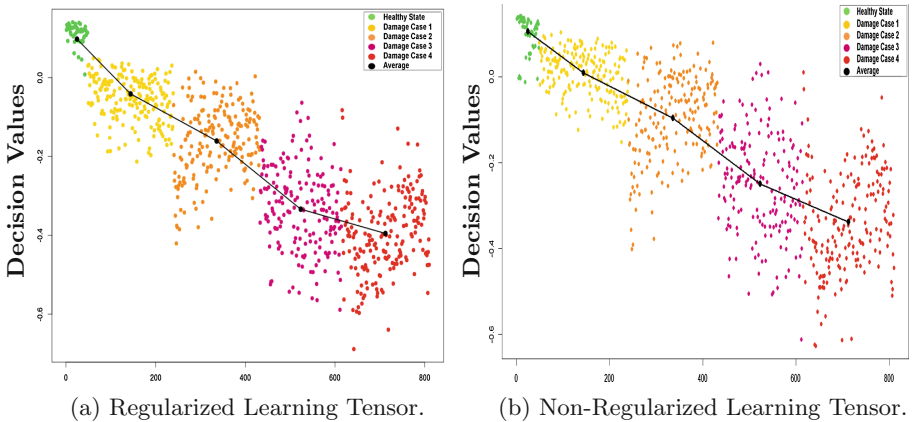 Healthy State
Damage Case 1
Damage Case 2
Damage Case 3
Damage Case 4
Average
Decision Values
0.0
-0.2
-0.4
-0.6
0 200 400 600 800
(a) Regularized Learning Tensor.
Healthy State
Damage Case 1
Damage Case 2
Damage Case 3
Damage Case 4
Average
Decision Values
0.0
-0.2
-0.4
-0.6
0 200 400 600 800
(b) Non-Regularized Learning Tensor.